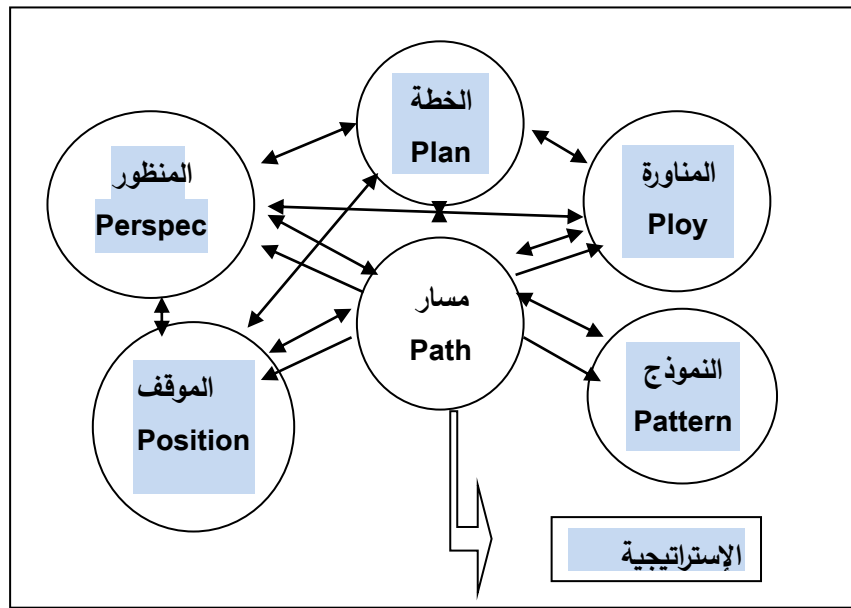 الخطة
Plan
المنظور
Perspec
المناورة
Ploy
مسار
Path
الموقف
Position
النموذج
Pattern
الإستراتيجية